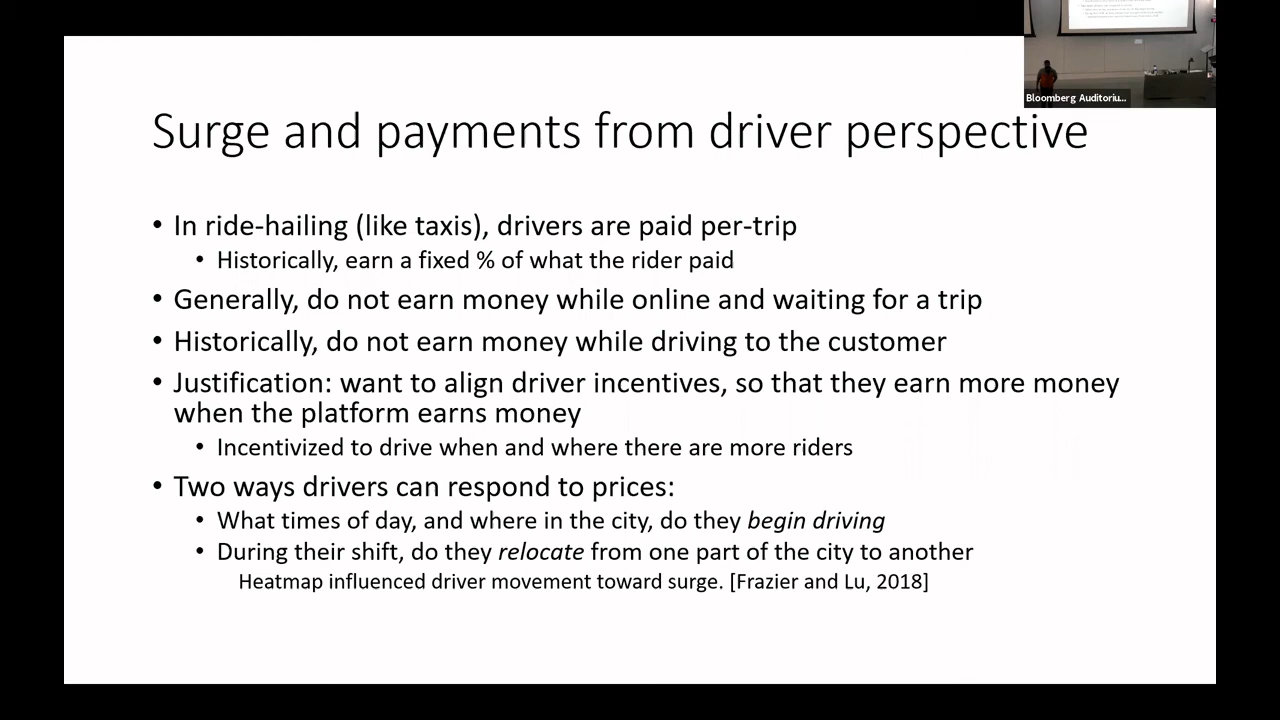 Bloomberg Auditoriu...
Surge and payments from driver perspective
• In ride-hailing (like taxis), drivers are paid per-trip
• Historically, earn a fixed % of what the rider paid
• Generally, do not earn money while online and waiting for a trip
• Historically, do not earn money while driving to the customer
• Justification: want to align driver incentives, so that they earn more money
when the platform earns money
• Incentivized to drive when and where there are more riders
• Two ways drivers can respond to prices:
• What times of day, and where in the city, do they begin driving
• During their shift, do they relocate from one part of the city to another
Heatmap influenced driver movement toward surge. [Frazier and Lu, 2018]